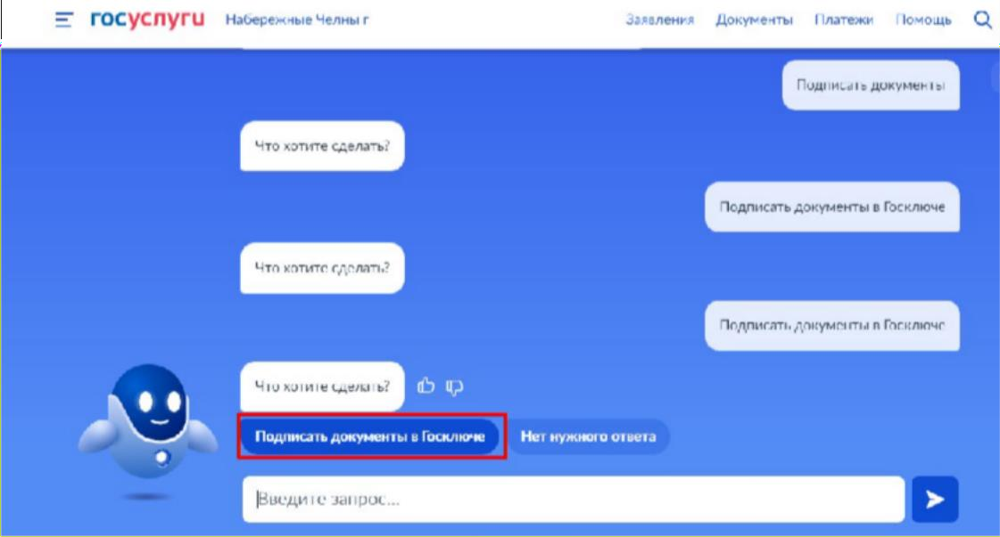 госуслуги Набережные Челны г Заявления Документы Платежи Помощь
Подписать документы
Что хотите сделать?
Подписать документы в Госключе
Что хотите сделать?
Подписать документы в Госключе
Что хотите сделать?
Подписать документы в Госключе Нет нужного ответа
Введите запрос...